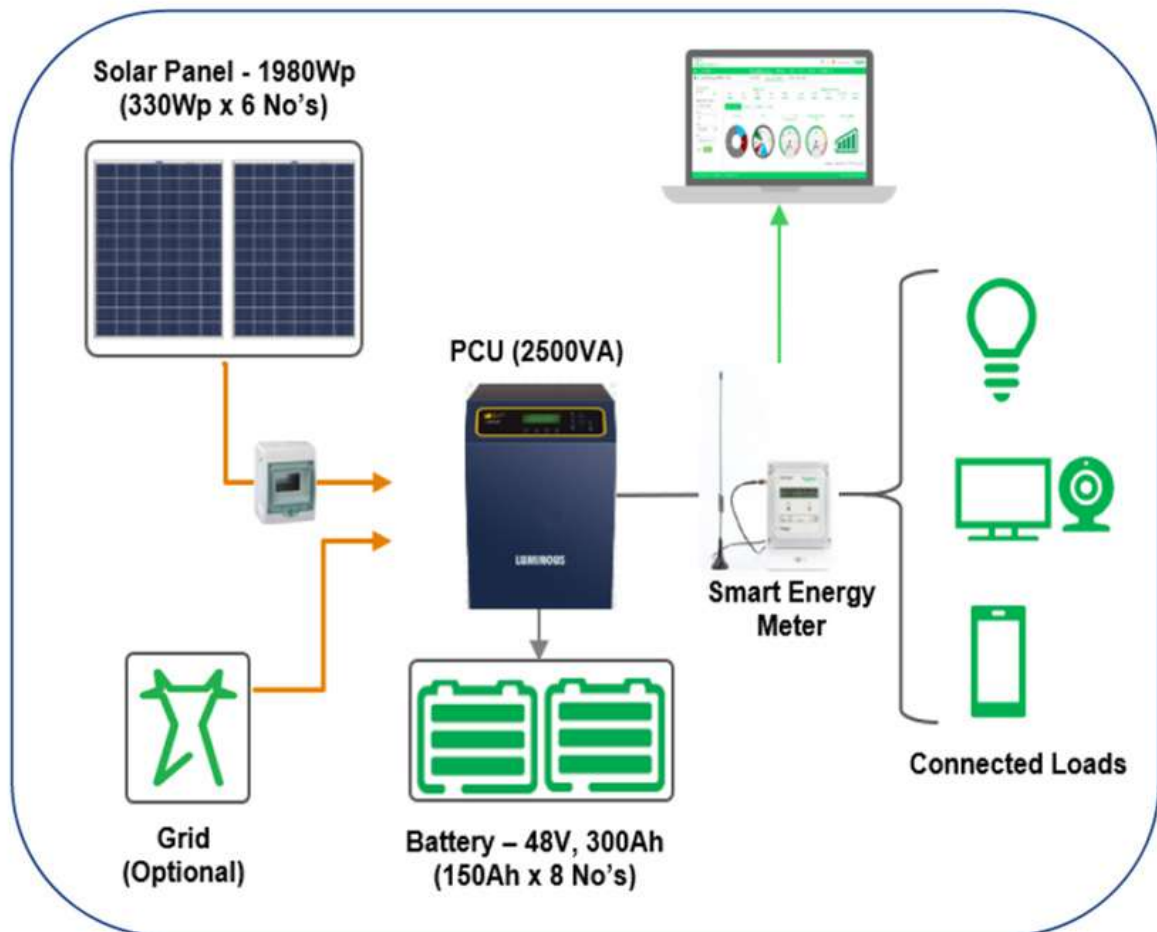 Solar Panel - 1980Wp
(330Wp x 6 No's)
PCU (2500VA)
LUMINOUS
Smart Energy
Meter
Connected Loads
Grid
(Optional)
Battery – 48V, 300Ah
(150Ah x 8 No's)